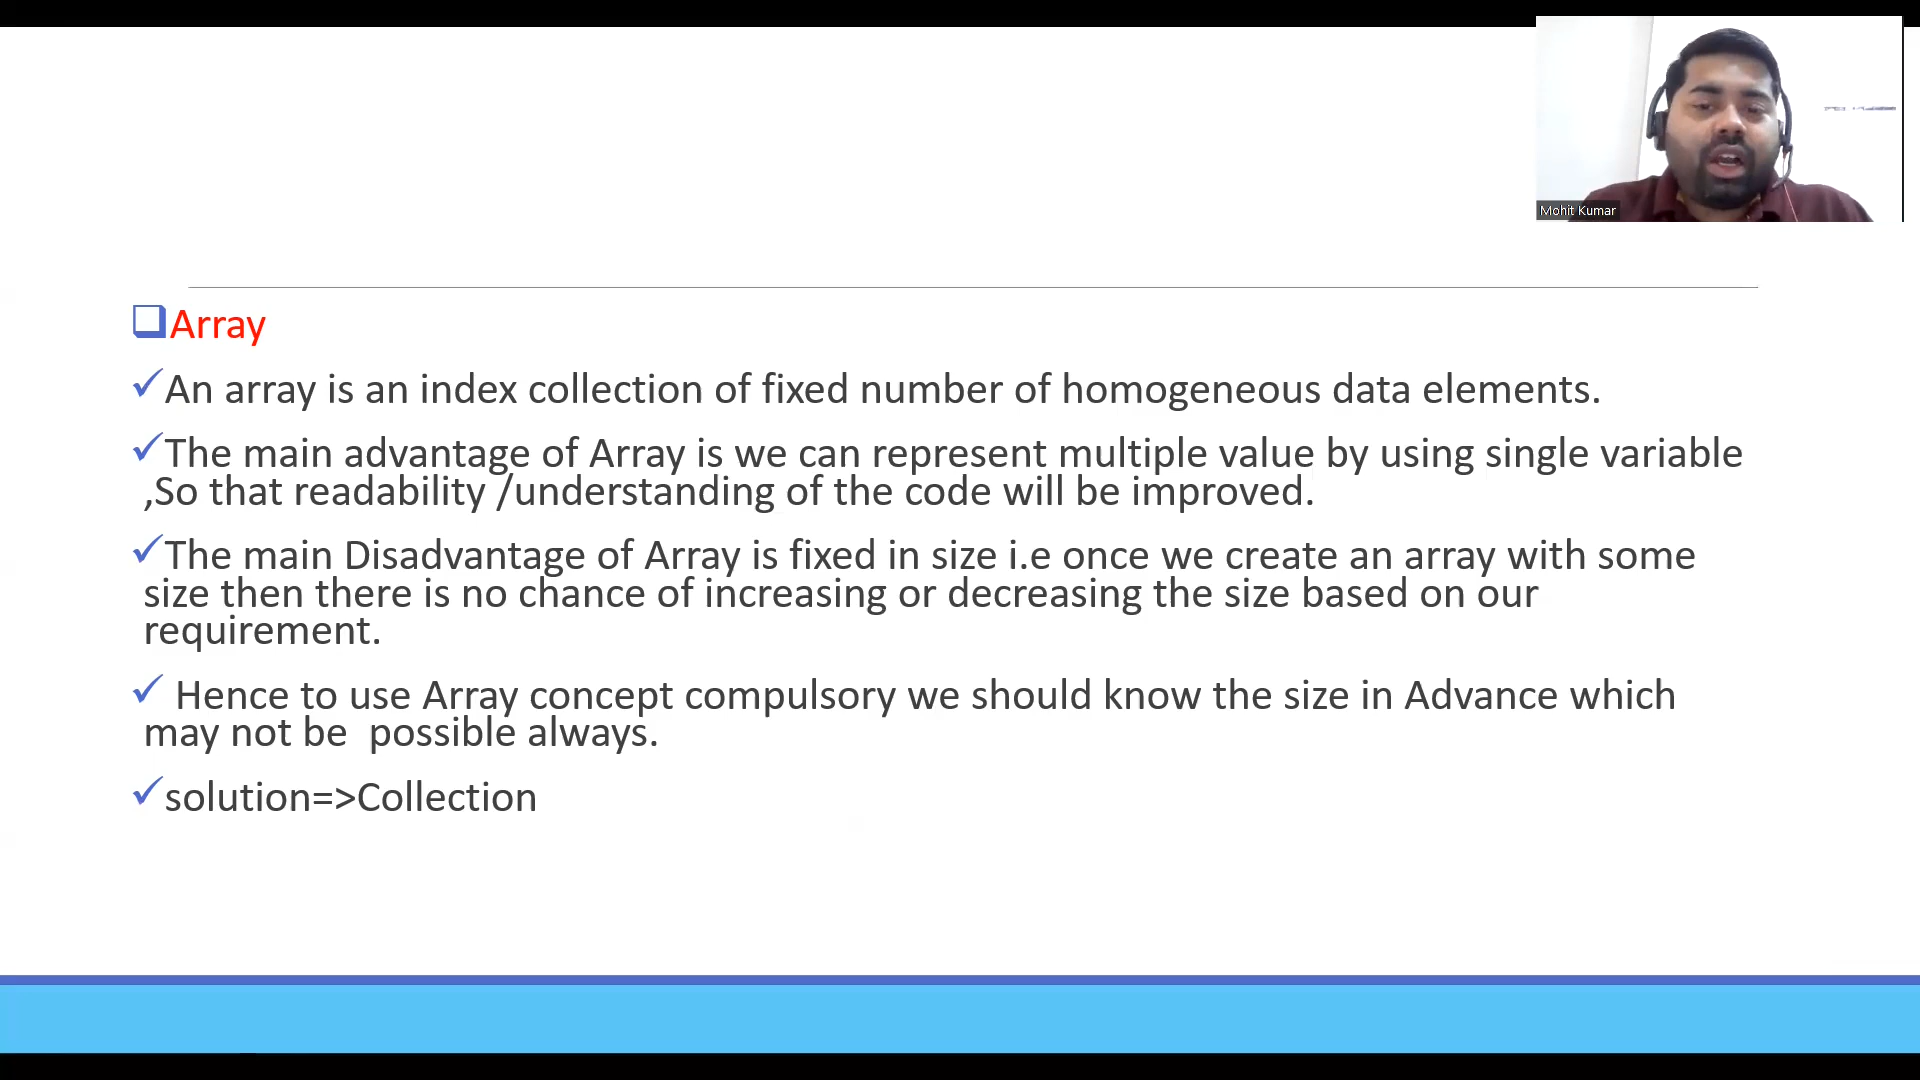 Mohit Kumar
Array
An array is an index collection of fixed number of homogeneous data elements.
The main advantage of Array is we can represent multiple value by using single variable
,So that readability /understanding of the code will be improved.
The main Disadvantage of Array is fixed in size i.e once we create an array with some
size then there is no chance of increasing or decreasing the size based on our
requirement.
Hence to use Array concept compulsory we should know the size in Advance which
may not be  possible always.
solution=>Collection